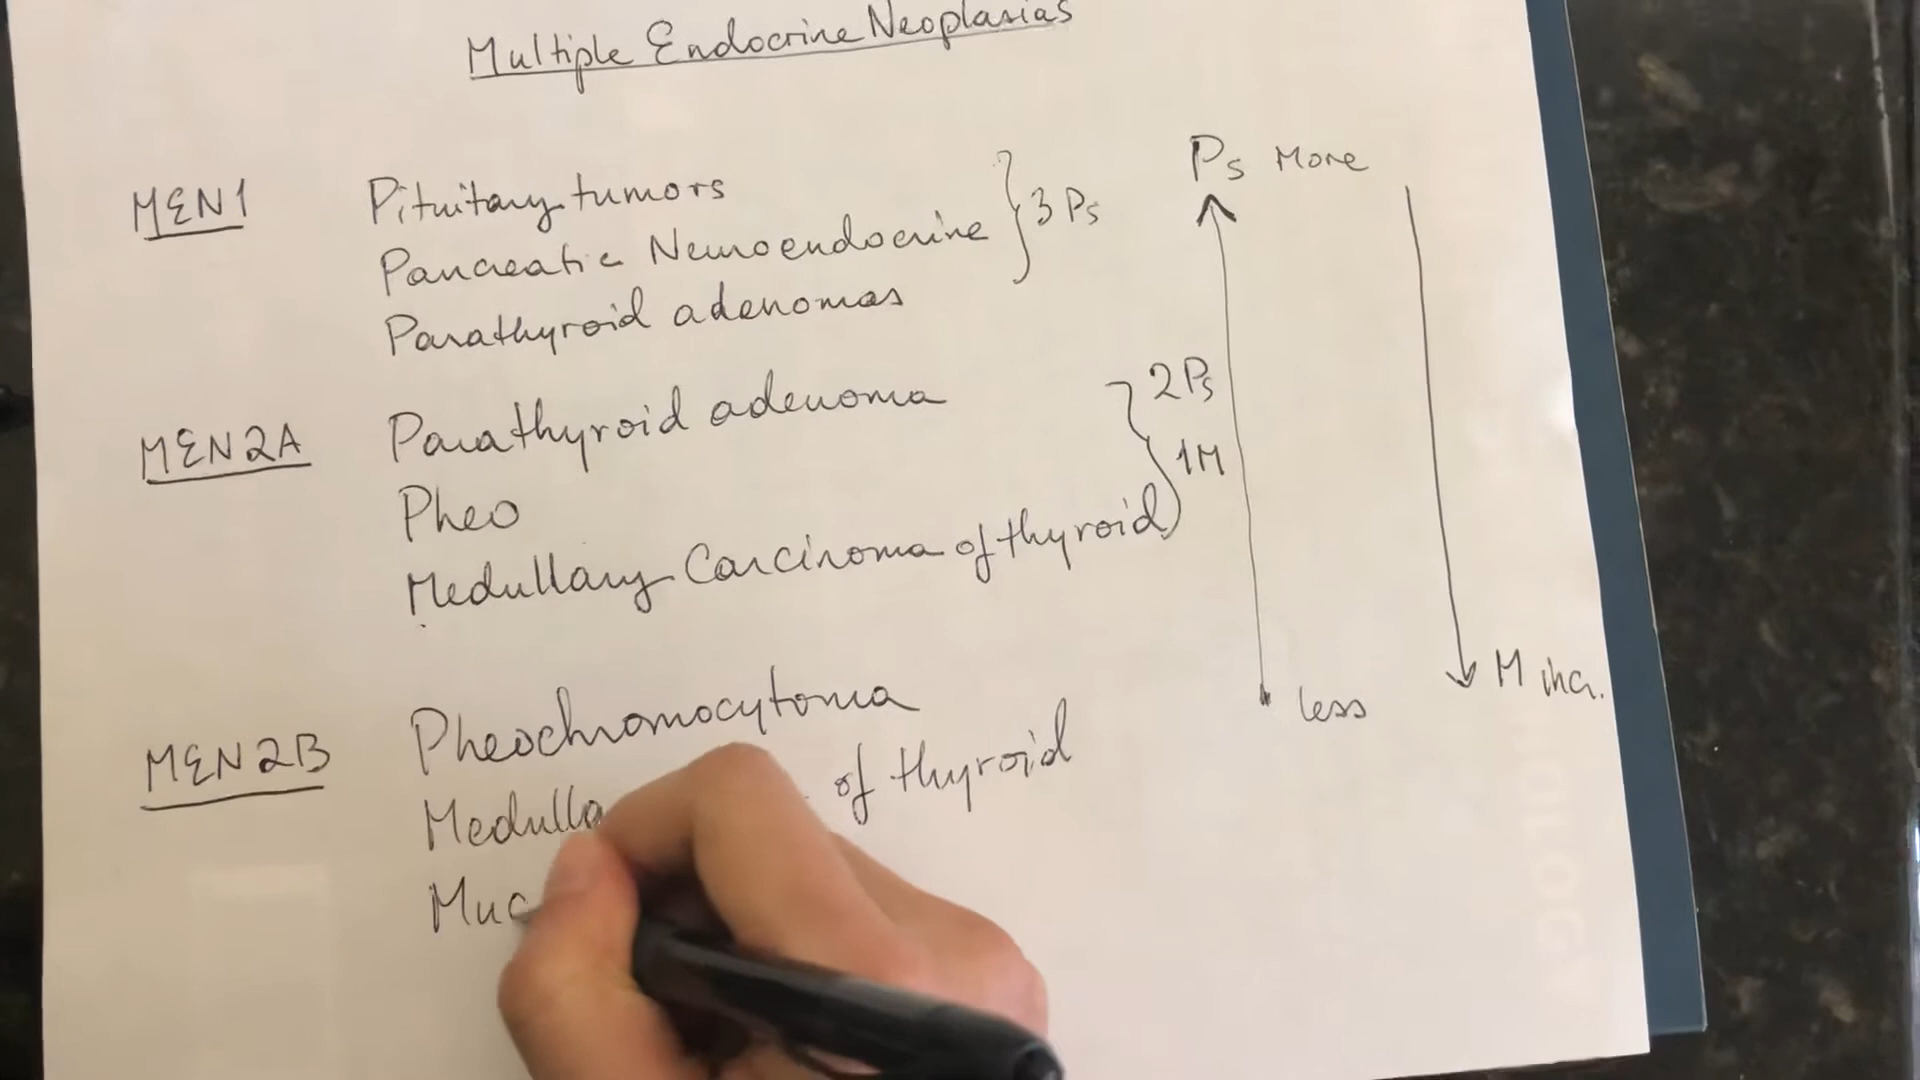 Multiple Endocrine Neoplasias
MEN1 Pituitary tumors
Pancreatic Neuroendocrine
Parathyroid adenomas
3 Ps
Ps More
MEN2A Parathyroid adenoma
Pheo
Medullary Carcinoma of thyroid
2Ps
1M
less
M incr.
MEN2B Pheochromocytoma
Medulla of thyroid
Muc